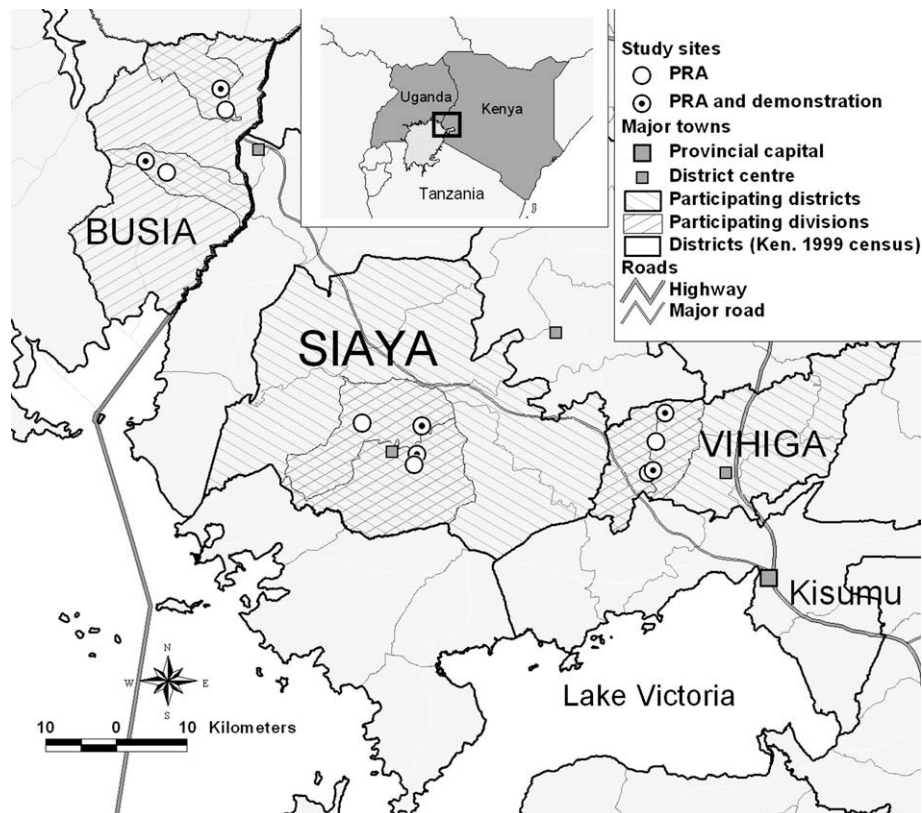 Study sites
PRA
PRA and demonstration
Major towns
Provincial capital
District centre
Participating districts
Participating divisions
Districts (Ken. 1999 census)
Roads
Highway
Major road
Uganda
Kenya
Tanzania
BUSIA
SIAYA
VIHIGA
Kisumu
Lake Victoria
N
W E
S
10 0 10 Kilometers